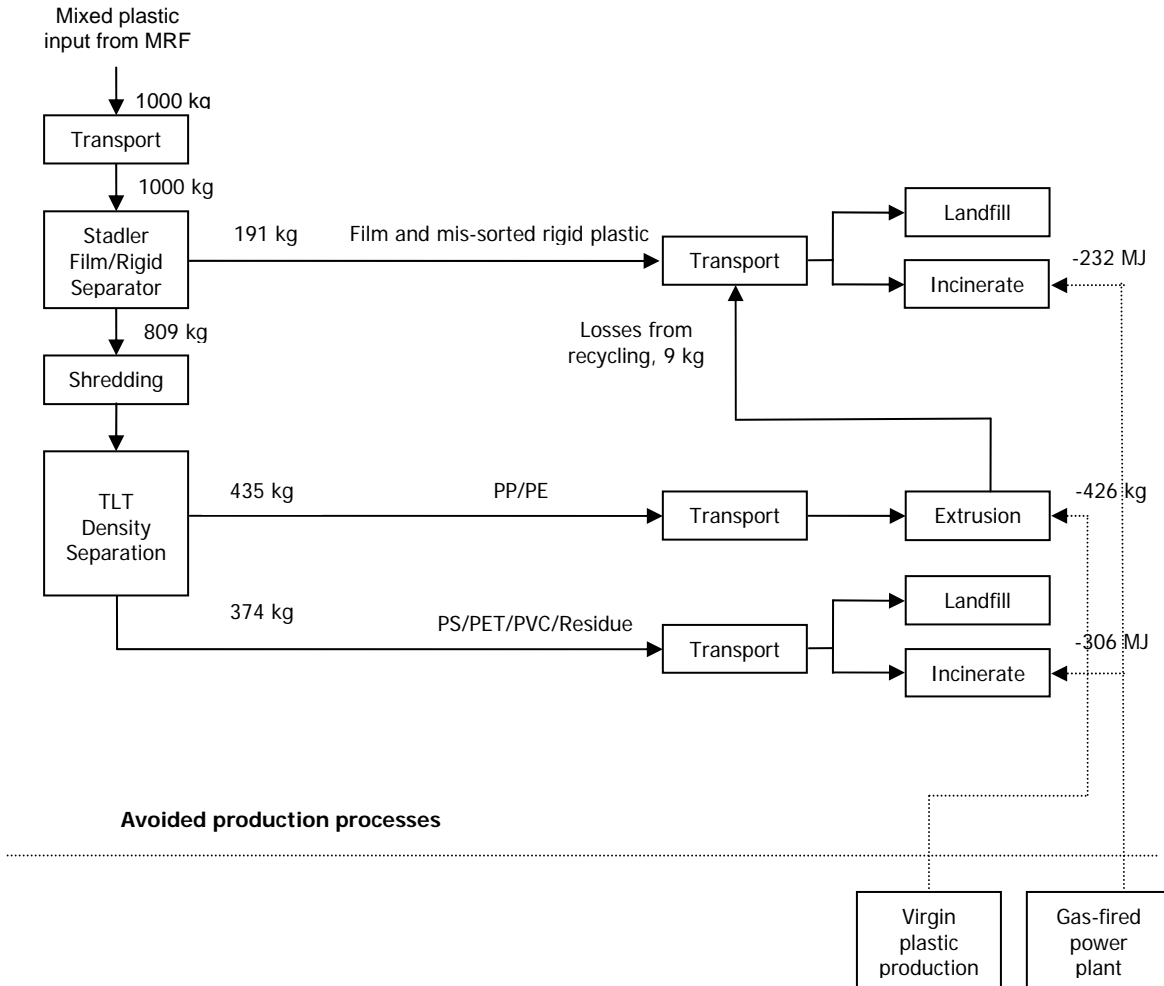 Mixed plastic
input from MRF
1000 kg
Transport
1000 kg
Stadler
Film/Rigid
Separator
191 kg
Film and mis-sorted rigid plastic
Transport
Landfill
Incinerate
-232 MJ
809 kg
Losses from
recycling, 9 kg
Shredding
TLT
Density
Separation
435 kg
PP/PE
Transport
Extrusion
-426 kg
374 kg
PS/PET/PVC/Residue
Transport
Landfill
Incinerate
-306 MJ
Avoided production processes
Virgin
plastic
production
Gas-fired
power
plant